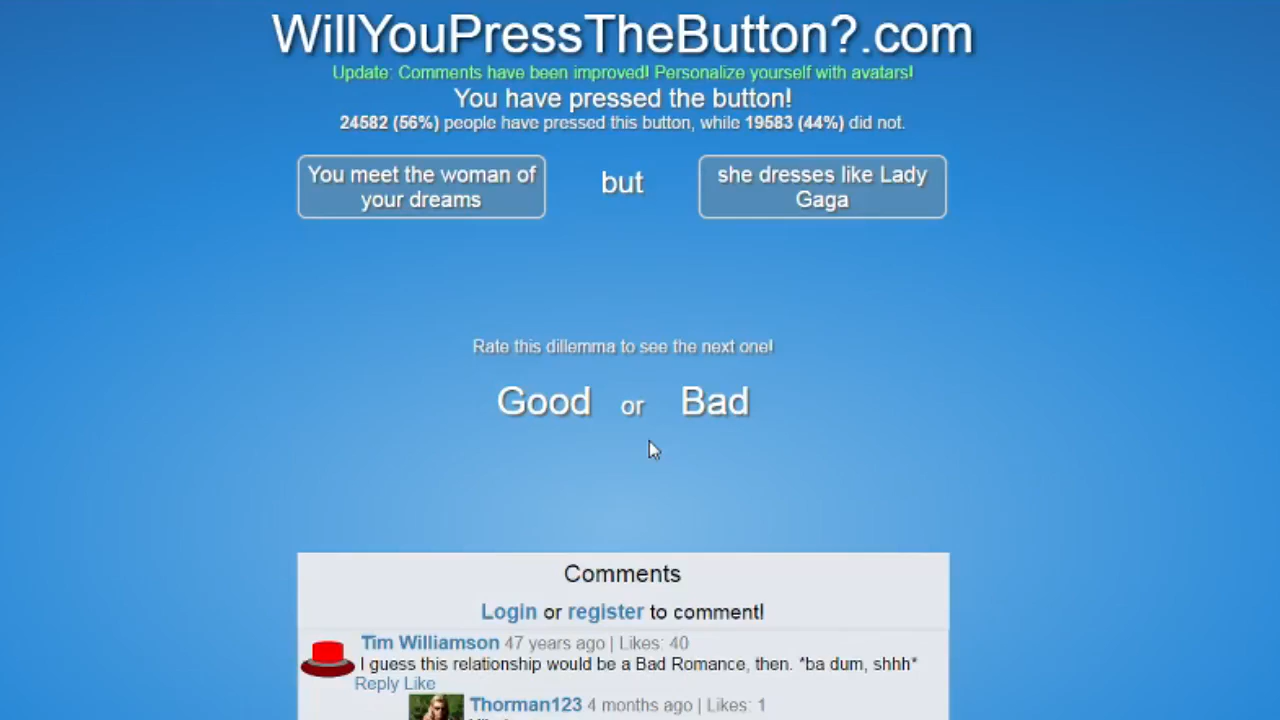 WillYouPressTheButton?.com
Update: Comments have been improved! Personalize yourself with avatars!
You have pressed the button!
24582 (56%) people have pressed this button, while 19583 (44%) did not.
You meet the woman of
your dreams
but
she dresses like Lady
Gaga
Rate this dillemma to see the next one!
Good or Bad
Comments
Login or register to comment!
Tim Williamson 47 years ago | Likes: 40
I guess this relationship would be a Bad Romance, then. *ba dum, shhh*
Reply Like
Thorman123 4 months ago | Likes: 1